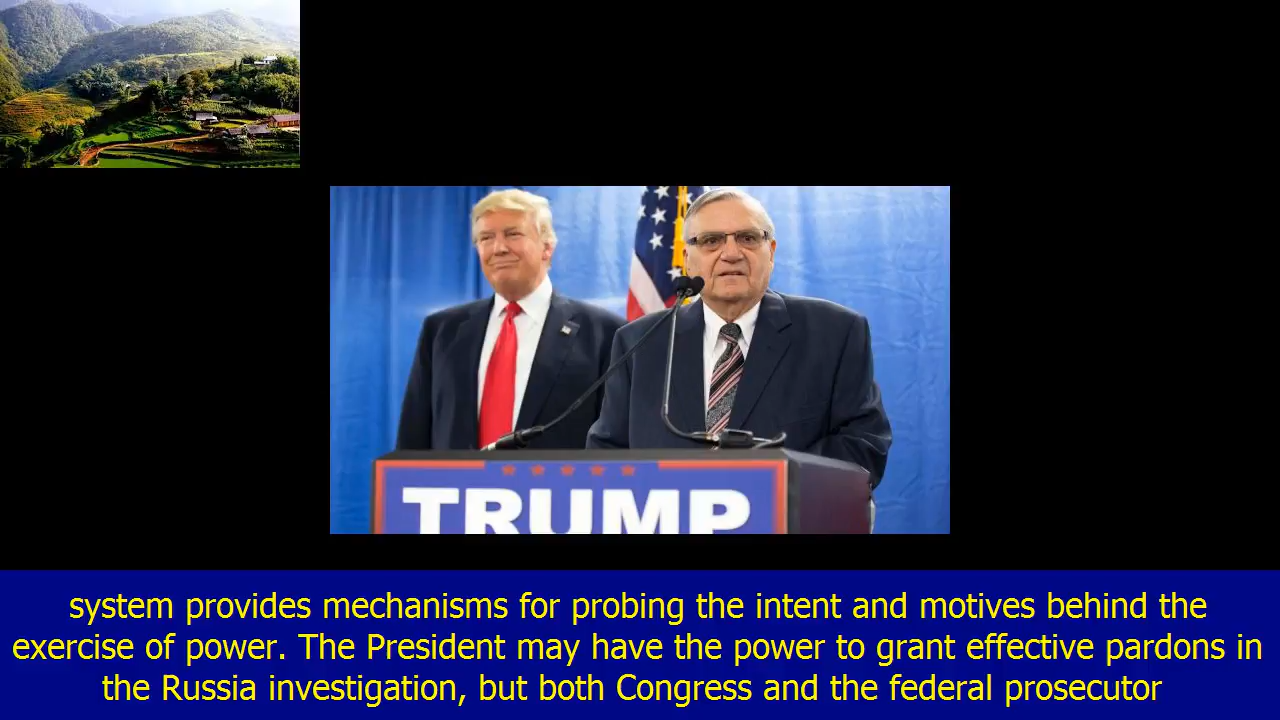 TRUMP
system provides mechanisms for probing the intent and motives behind the
exercise of power. The President may have the power to grant effective pardons in
the Russia investigation, but both Congress and the federal prosecutor